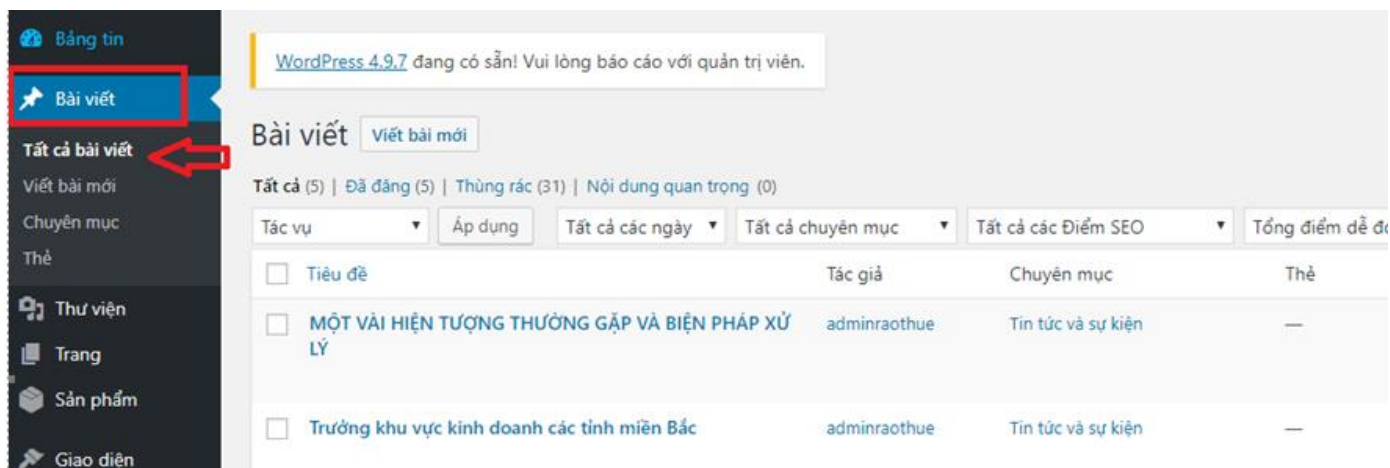 Bảng tin
Bài viết
Tất cả bài viết
Viết bài mới
Chuyên mục
Thẻ
Thư viện
Trang
Sản phẩm
Giao diện
WordPress 4.9.7 đang có sẵn! Vui lòng báo cáo với quản trị viên.
Bài viết Viết bài mới
Tất cả (5) | Đã đăng (5) | Thùng rác (31) | Nội dung quan trọng (0)
Tác vụ Áp dụng Tất cả các ngày Tất cả chuyên mục Tất cả các Điểm SEO Tổng điểm dễ
Tiêu đề Tác giả Chuyên mục Thẻ
MỘT VÀI HIỆN TƯỢNG THƯỜNG GẶP VÀ BIỆN PHÁP XỬ adminraothue Tin tức và sự kiện —
LÝ
Trưởng khu vực kinh doanh các tỉnh miền Bắc adminraothue Tin tức và sự kiện —